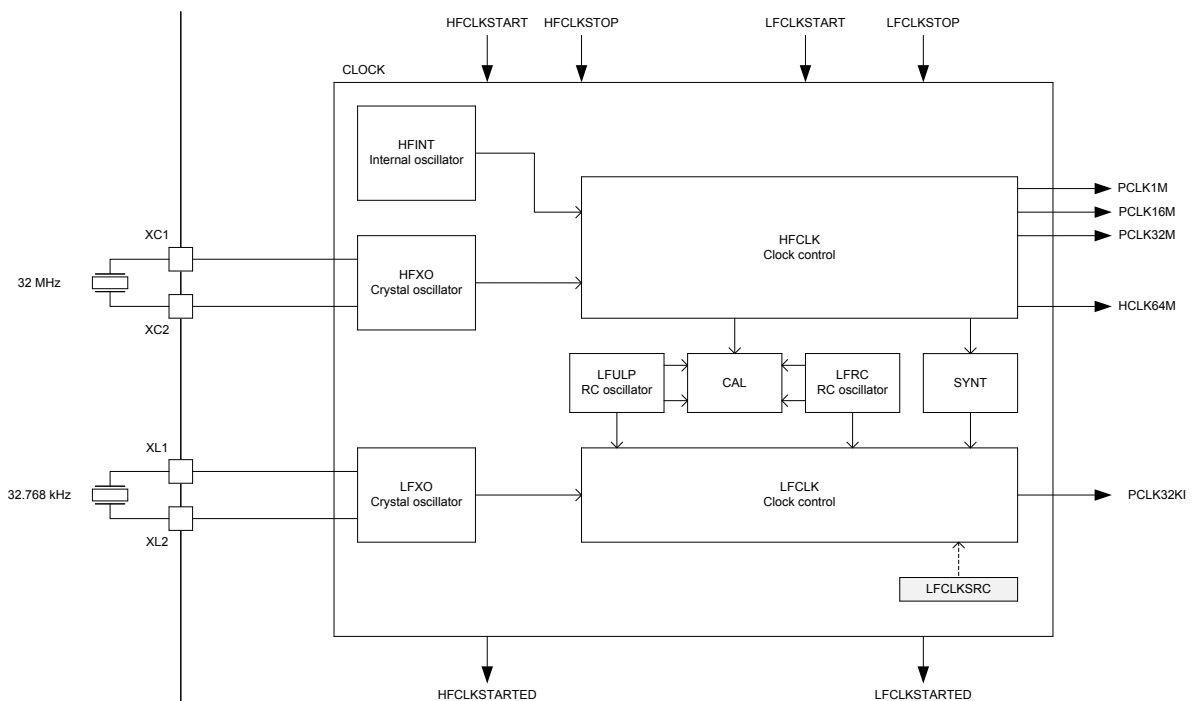 HFCLKSTART
HFCLKSTOP
LFCLKSTART
LFCLKSTOP
CLOCK
HFINT
Internal oscillator
PCLK1M
PCLK16M
PCLK32M
HFCLK
Clock control
XC1
32 MHz
HFXO
Crystal oscillator
XC2
HCLK64M
LFULP
RC oscillator
CAL
LFRC
RC oscillator
SYNT
XL1
32.768 kHz
LFXO
Crystal oscillator
LFCLK
Clock control
PCLK32KI
XL2
LFCLKSRC
HFCLKSTARTED
LFCLKSTARTED